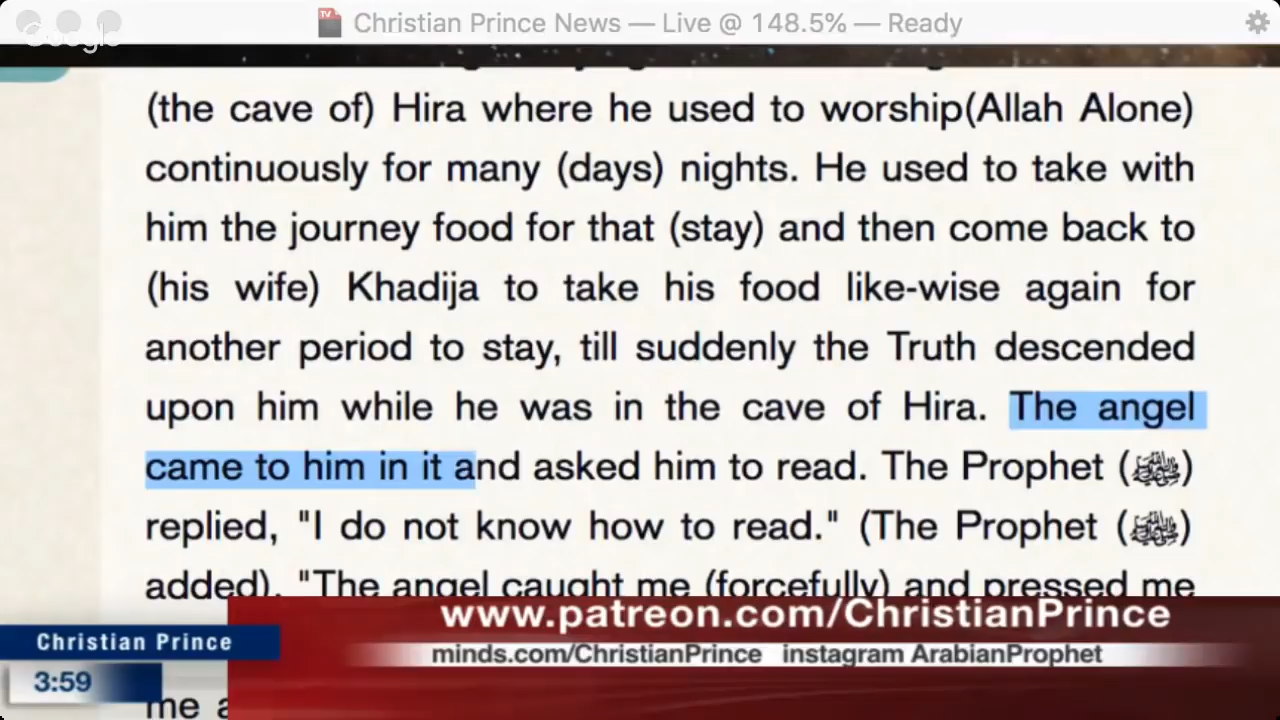 Christian Prince News — Live @ 148.5% — Ready
Google
(the cave of) Hira where he used to worship(Allah Alone)
continuously for many (days) nights. He used to take with
him the journey food for that (stay) and then come back to
(his wife) Khadija to take his food like-wise again for
another period to stay, till suddenly the Truth descended
upon him while he was in the cave of Hira. The angel
came to him in it and asked him to read. The Prophet (ﷺ)
replied, "I do not know how to read." (The Prophet (ﷺ)
added), "The angel caught me (forcefully) and pressed me
www.patreon.com/ChristianPrince
Christian Prince
minds.com/ChristianPrince instagram ArabianProphet
3:59
me a